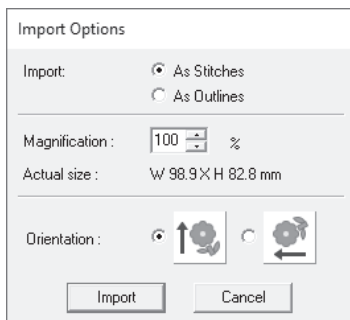 Import Options
Import: As Stitches
As Outlines
Magnification : 100 %
Actual size : W 98.9 X H 82.8 mm
Orientation :
Import Cancel